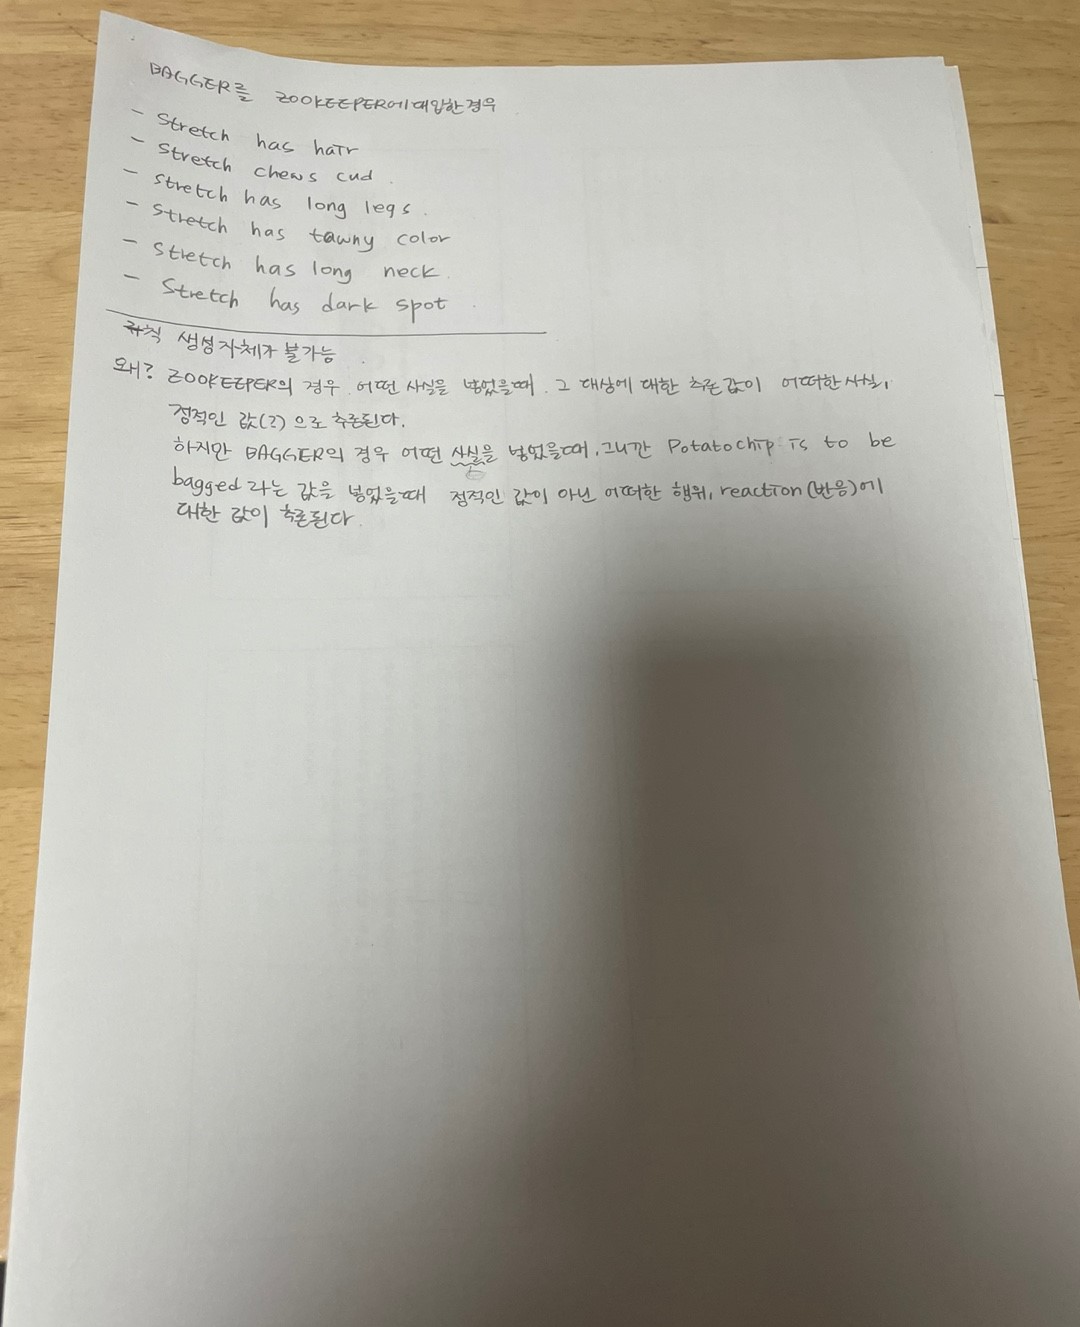 BAGGER를 ZOOKEEPER에 대입한 경우
- Stretch has hair
- Stretch chews cud.
- Stretch has long legs.
- Stretch has tawny color
- Stretch has long neck.
- Stretch has dark spot.
규칙 생성 자체가 불가능.
왜? ZOOKEEPER의 경우. 어떤 사실을 넣었을때. 그 대상에 대한 추론 값이 어떠한 사실,
정적인 값(?)으로 추론된다.
하지만 BAGGER의 경우 어떤 사실을 넣었을때, 그니깐 Potatochip is to be
bagged 라는 값을 넣었을때 정적인 값이 아닌 어떠한 행위, reaction(반응)에
대한 값이 추론된다.